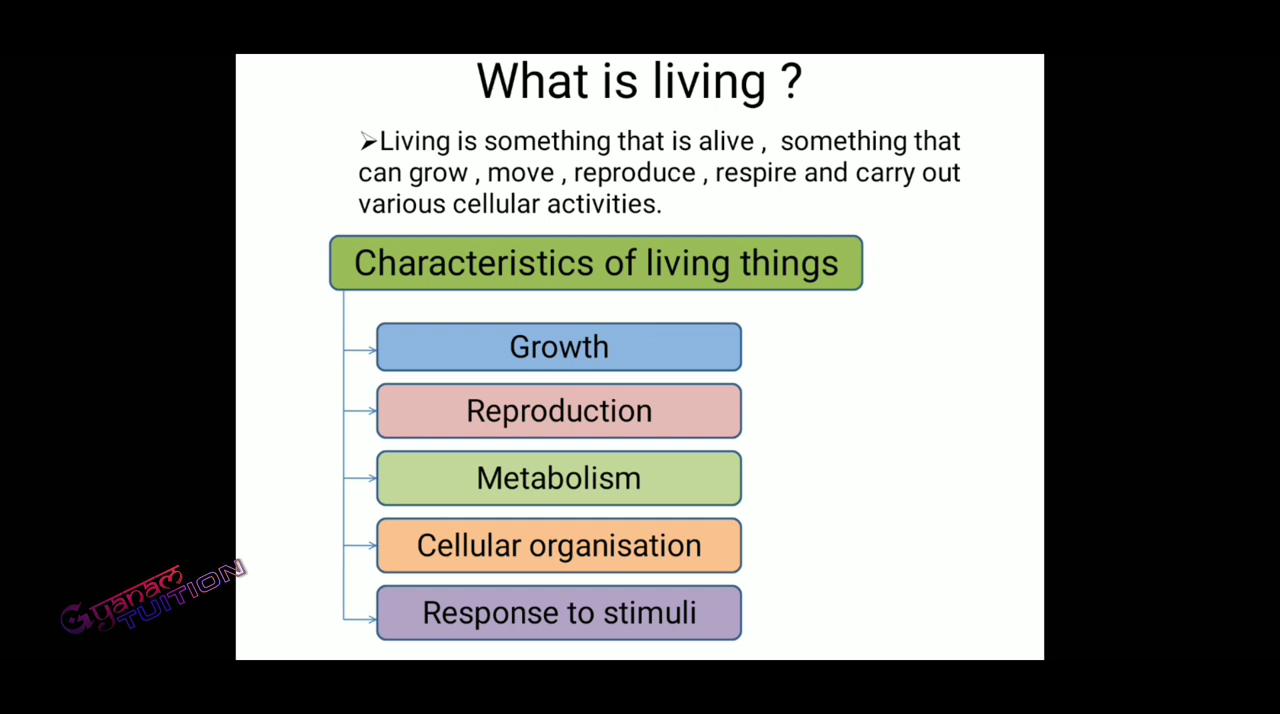 What is living ?
➢Living is something that is alive , something that
can grow , move , reproduce , respire and carry out
various cellular activities.
Characteristics of living things
Growth
Reproduction
Metabolism
Cellular organisation
Response to stimuli
Gyanam
TUITION